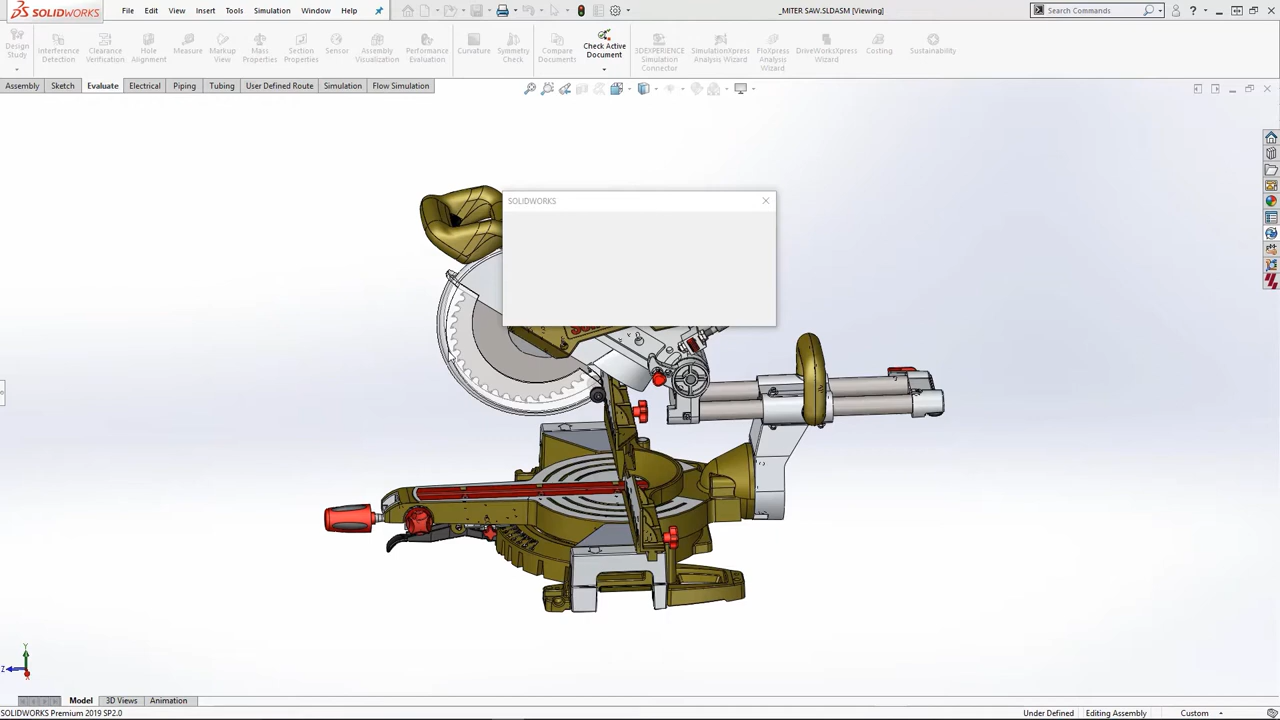 SOLIDWORKS File Edit View Insert Tools Simulation Window Help _MITER SAW.SLDASM [Viewing] Search Commands
Design Study
Interference Detection
Clearance Verification
Hole Alignment
Measure
Markup View
Mass Properties
Section Properties
Sensor
Assembly Visualization
Performance Evaluation
Curvature
Symmetry Check
Compare Documents
Check Active Document
3DEXPERIENCE Simulation Connector
SimulationXpress Analysis Wizard
FloXpress Analysis Wizard
DriveWorksXpress Wizard
Costing
Sustainability
Assembly Sketch Evaluate Electrical Piping Tubing User Defined Route Simulation Flow Simulation
SOLIDWORKS
Y
Z
Model 3D Views Animation
SOLIDWORKS Premium 2019 SP2.0 Under Defined Editing Assembly Custom